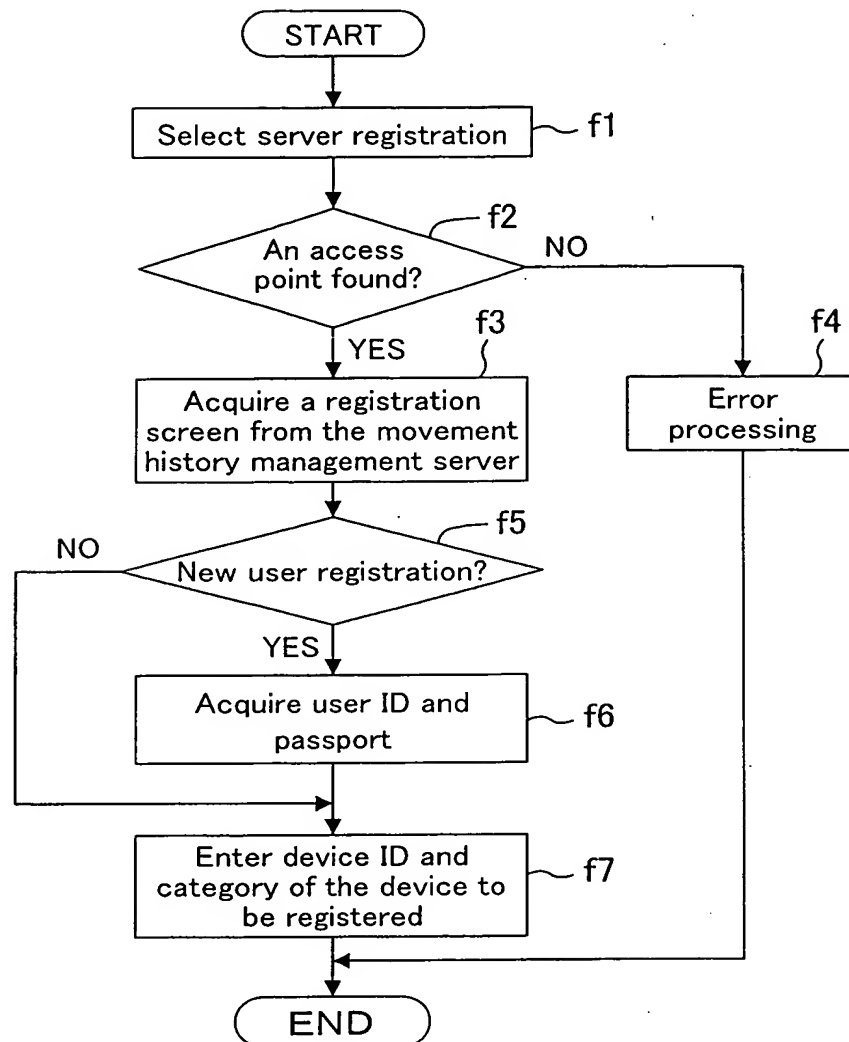 START
Select server registration
f1
f2
An access
point found?
NO
YES
f3
f4
Acquire a registration
screen from the movement
history management server
Error
processing
f5
NO
New user registration?
YES
Acquire user ID and
passport
f6
Enter device ID and
category of the device to
be registered
f7
END